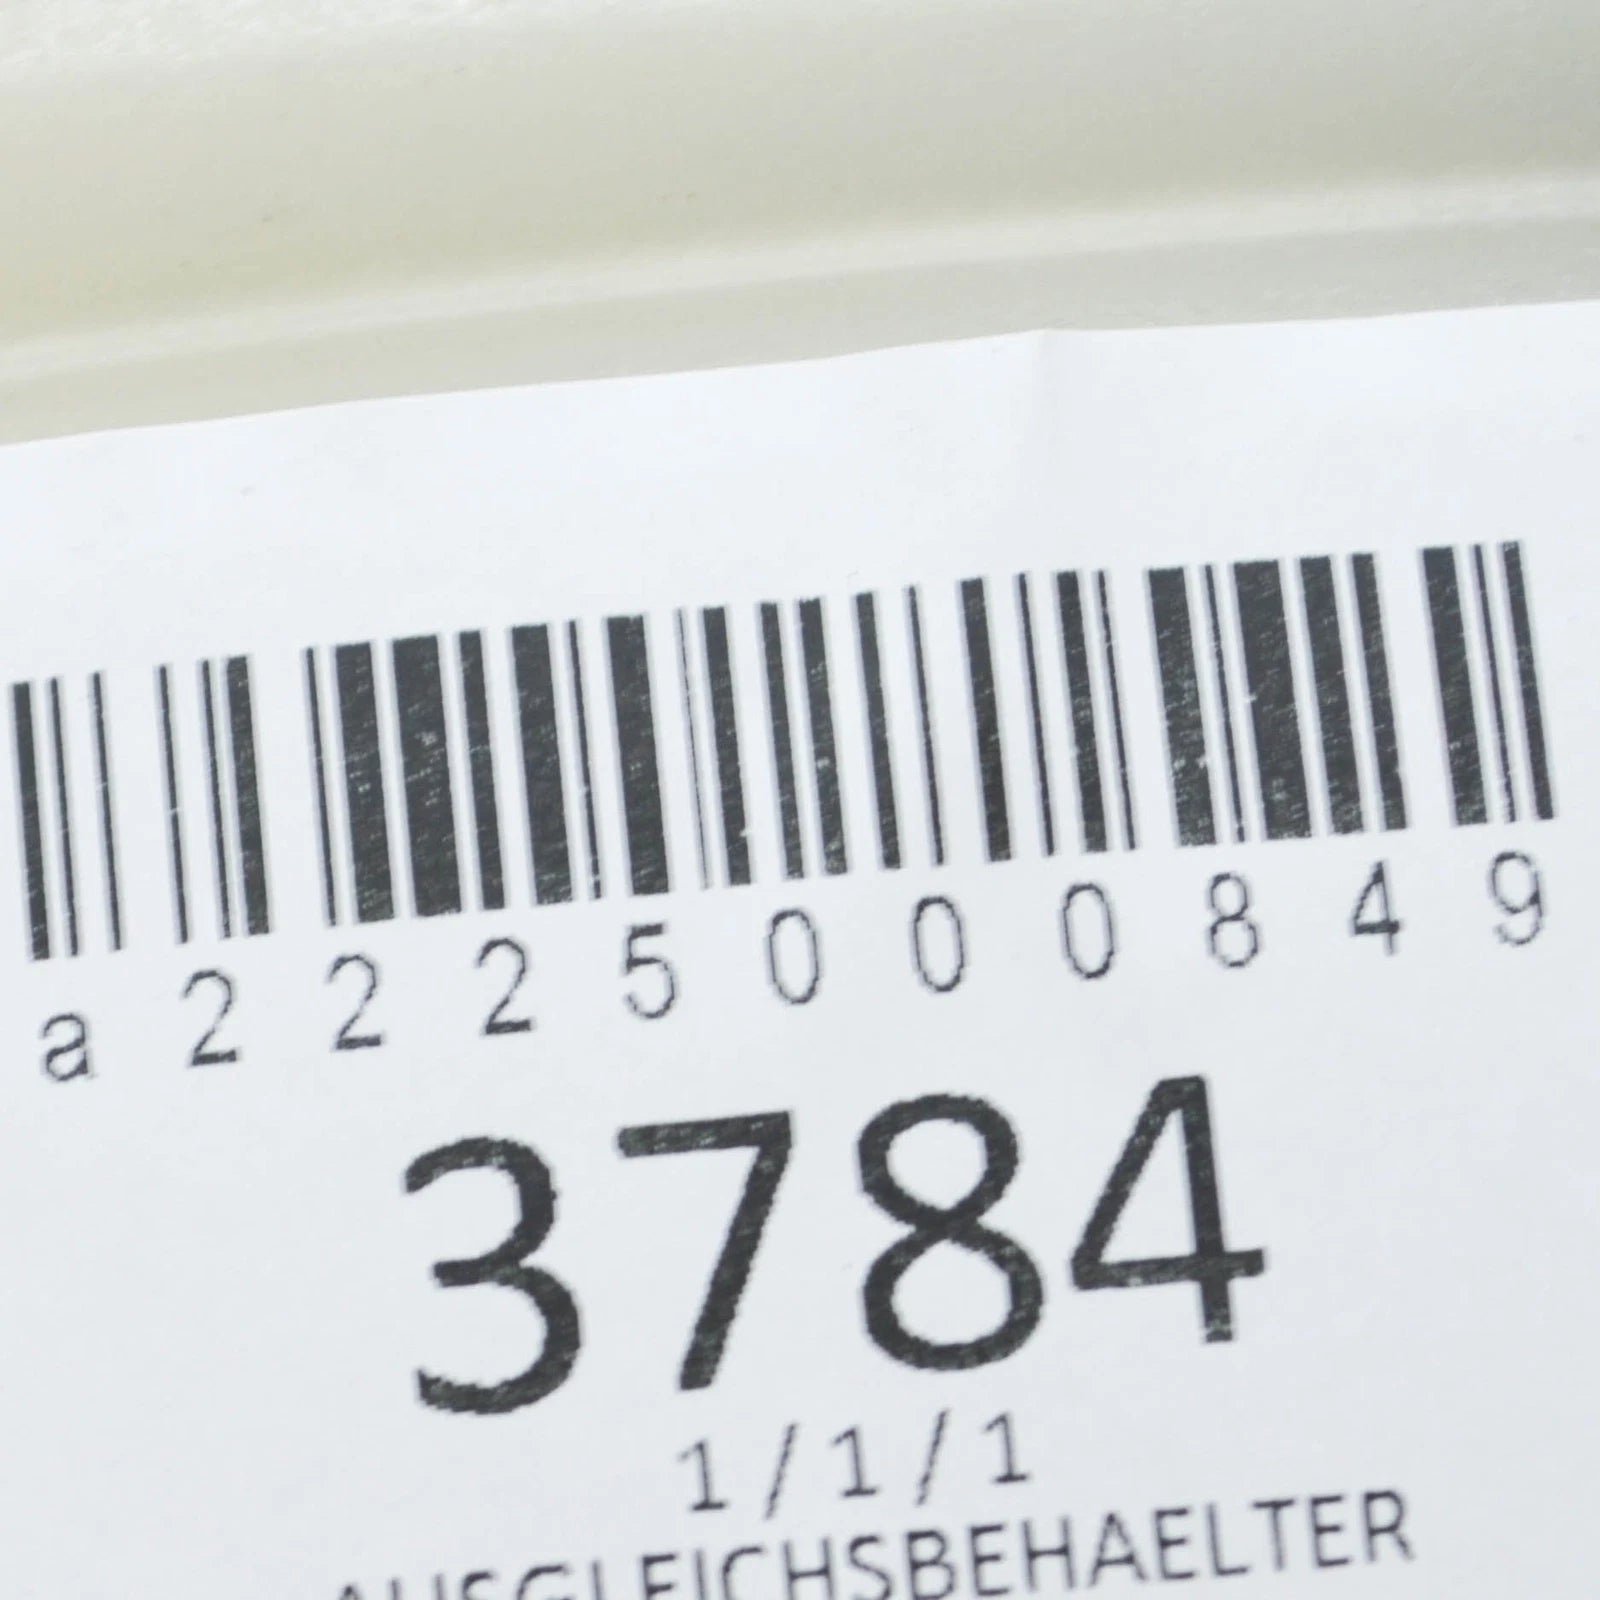 a2225000849
3784
1/1/1
AUSGLEICHSBEHAELTER